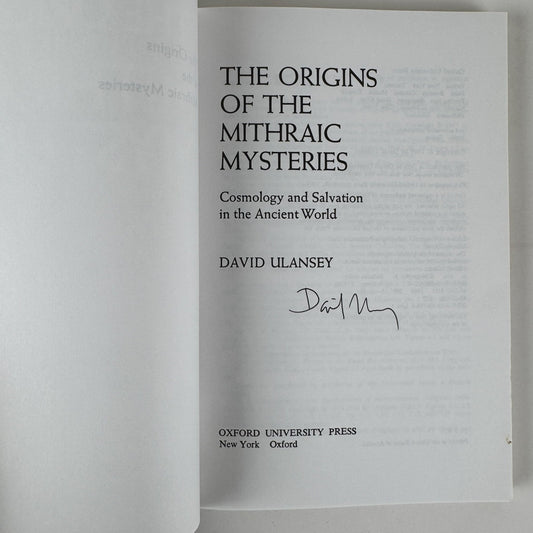 THE ORIGINS
OF THE
MITHRAIC
MYSTERIES
Cosmology and Salvation
in the Ancient World
DAVID ULANSEY
OXFORD UNIVERSITY PRESS
New York Oxford